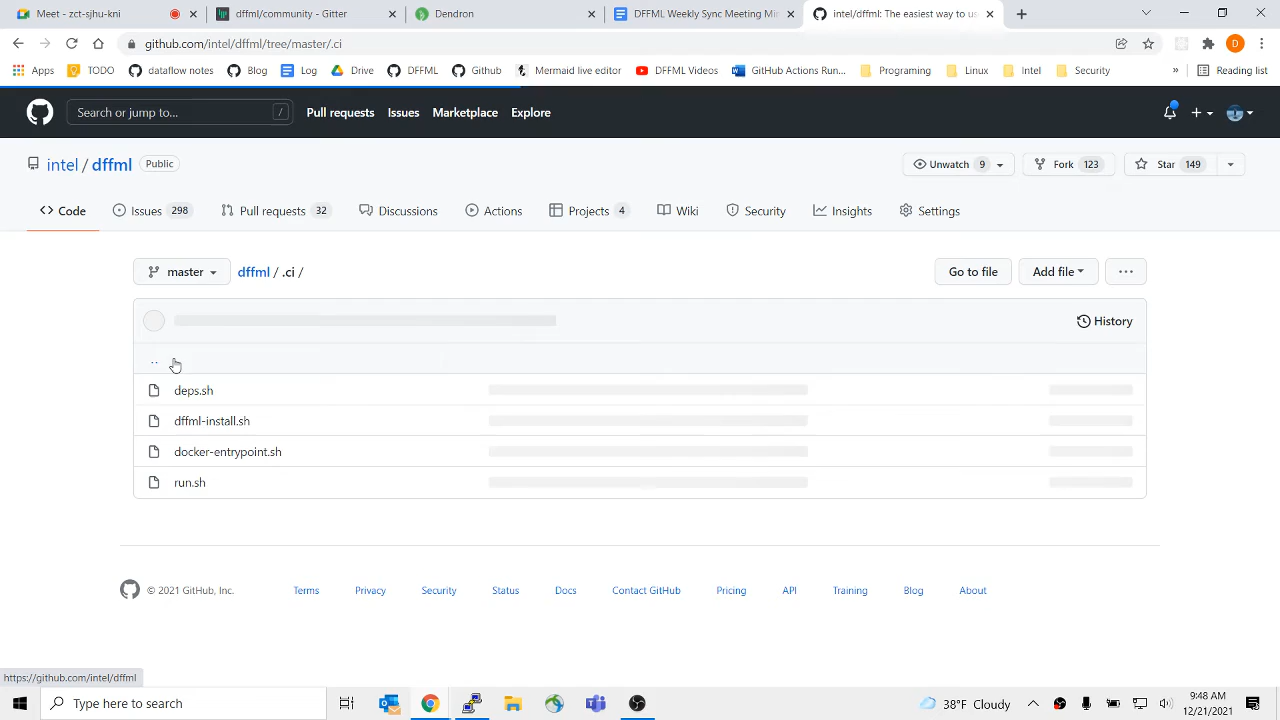 Meet - zct-sjhu-kni
dffml/community - Gitter
Dendron
DFFML Weekly Sync Meeting Min
intel/dffml: The easiest way to us
github.com/intel/dffml/tree/master/.ci
Apps
TODO
dataflow notes
Blog
Log
Drive
DFFML
Github
Mermaid live editor
DFFML Videos
GitHub Actions Run...
Programing
Linux
Intel
Security
»
Reading list
Search or jump to...
/
Pull requests
Issues
Marketplace
Explore
intel / dffml
Public
Unwatch 9
Fork 123
Star 149
<> Code
Issues 298
Pull requests 32
Discussions
Actions
Projects 4
Wiki
Security
Insights
Settings
master
dffml / .ci /
Go to file
Add file
...
History
..
deps.sh
dffml-install.sh
docker-entrypoint.sh
run.sh
© 2021 GitHub, Inc.
Terms
Privacy
Security
Status
Docs
Contact GitHub
Pricing
API
Training
Blog
About
https://github.com/intel/dffml
Type here to search
38°F Cloudy
9:48 AM
12/21/2021